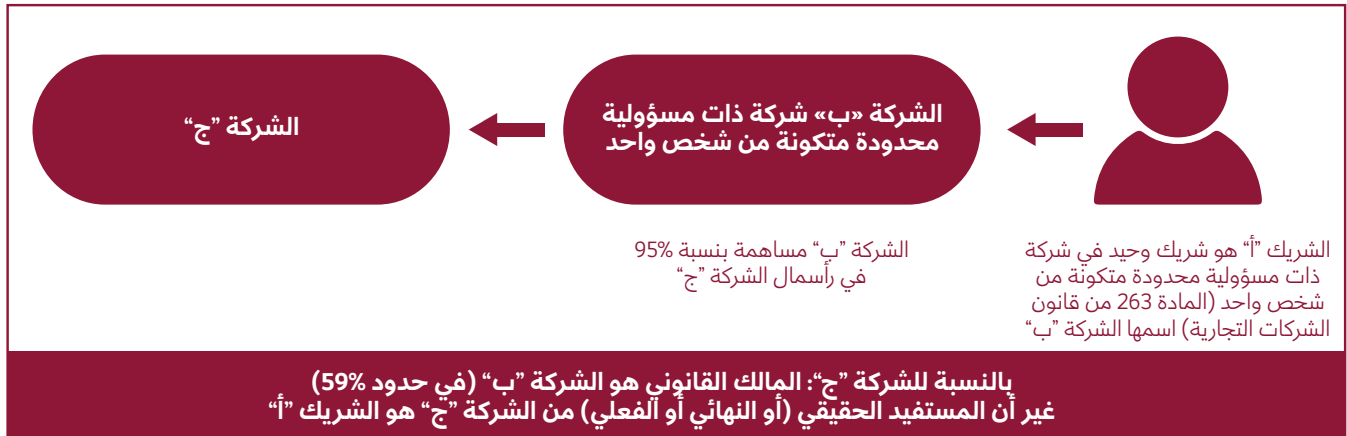 الشركة ”ج“
الشركة «ب» شركة ذات مسؤولية
محدودة متكونة من شخص واحد
الشريك ”أ“ هو شريك وحيد في شركة
ذات مسؤولية محدودة متكونة من
شخص واحد (المادة 263 من قانون
الشركات التجارية) اسمها الشركة ”ب“
الشركة ”ب“ مساهمة بنسبة 95%
في رأسمال الشركة ”ج“
بالنسبة للشركة ”ج“: المالك القانوني هو الشركة ”ب“ (في حدود 59%)
غير أن المستفيد الحقيقي (أو النهائي أو الفعلي) من الشركة ”ج“ هو الشريك ”أ“